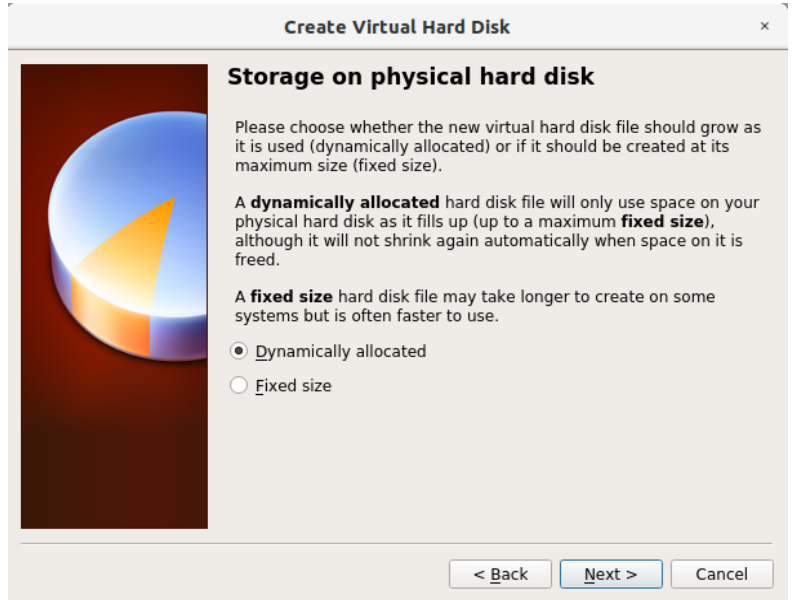 Create Virtual Hard Disk
×
Storage on physical hard disk
Please choose whether the new virtual hard disk file should grow as
it is used (dynamically allocated) or if it should be created at its
maximum size (fixed size).
A dynamically allocated hard disk file will only use space on your
physical hard disk as it fills up (up to a maximum fixed size),
although it will not shrink again automatically when space on it is
freed.
A fixed size hard disk file may take longer to create on some
systems but is often faster to use.
Dynamically allocated
Fixed size
< Back
Next >
Cancel